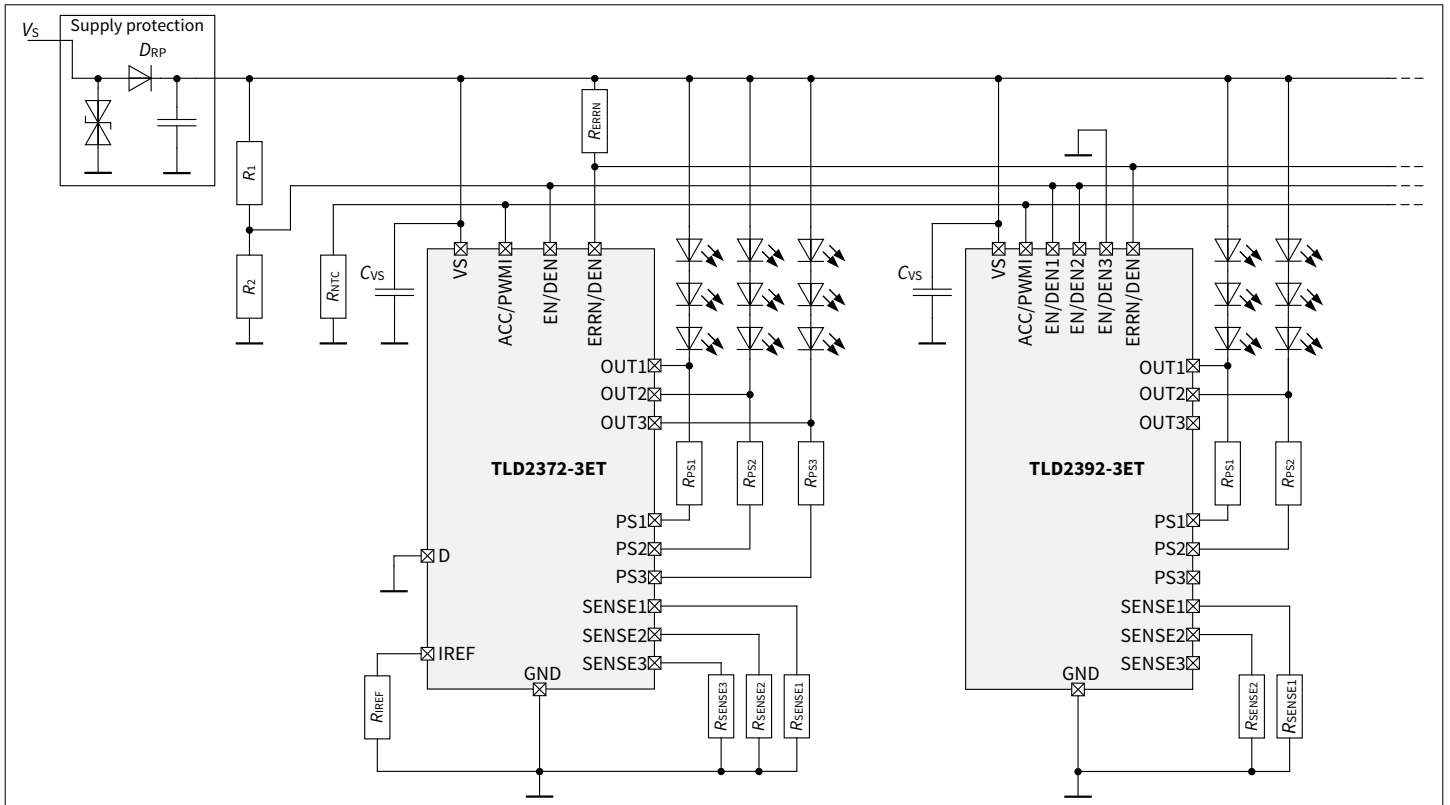 Supply protection
VS
DRP
R1
R2
RNTC
CVS
RERRN
VS
ACC/PWMI
EN/DEN
ERRN/DEN
OUT1
OUT2
OUT3
TLD2372-3ET
RPS1
RPS2
RPS3
PS1
PS2
PS3
D
SENSE1
SENSE2
SENSE3
IREF
GND
RIREF
RSENSE3
RSENSE2
RSENSE1
CVS
VS
ACC/PWMI
EN/DEN1
EN/DEN2
EN/DEN3
ERRN/DEN
OUT1
OUT2
OUT3
TLD2392-3ET
RPS1
RPS2
PS1
PS2
PS3
SENSE1
SENSE2
SENSE3
GND
RSENSE2
RSENSE1